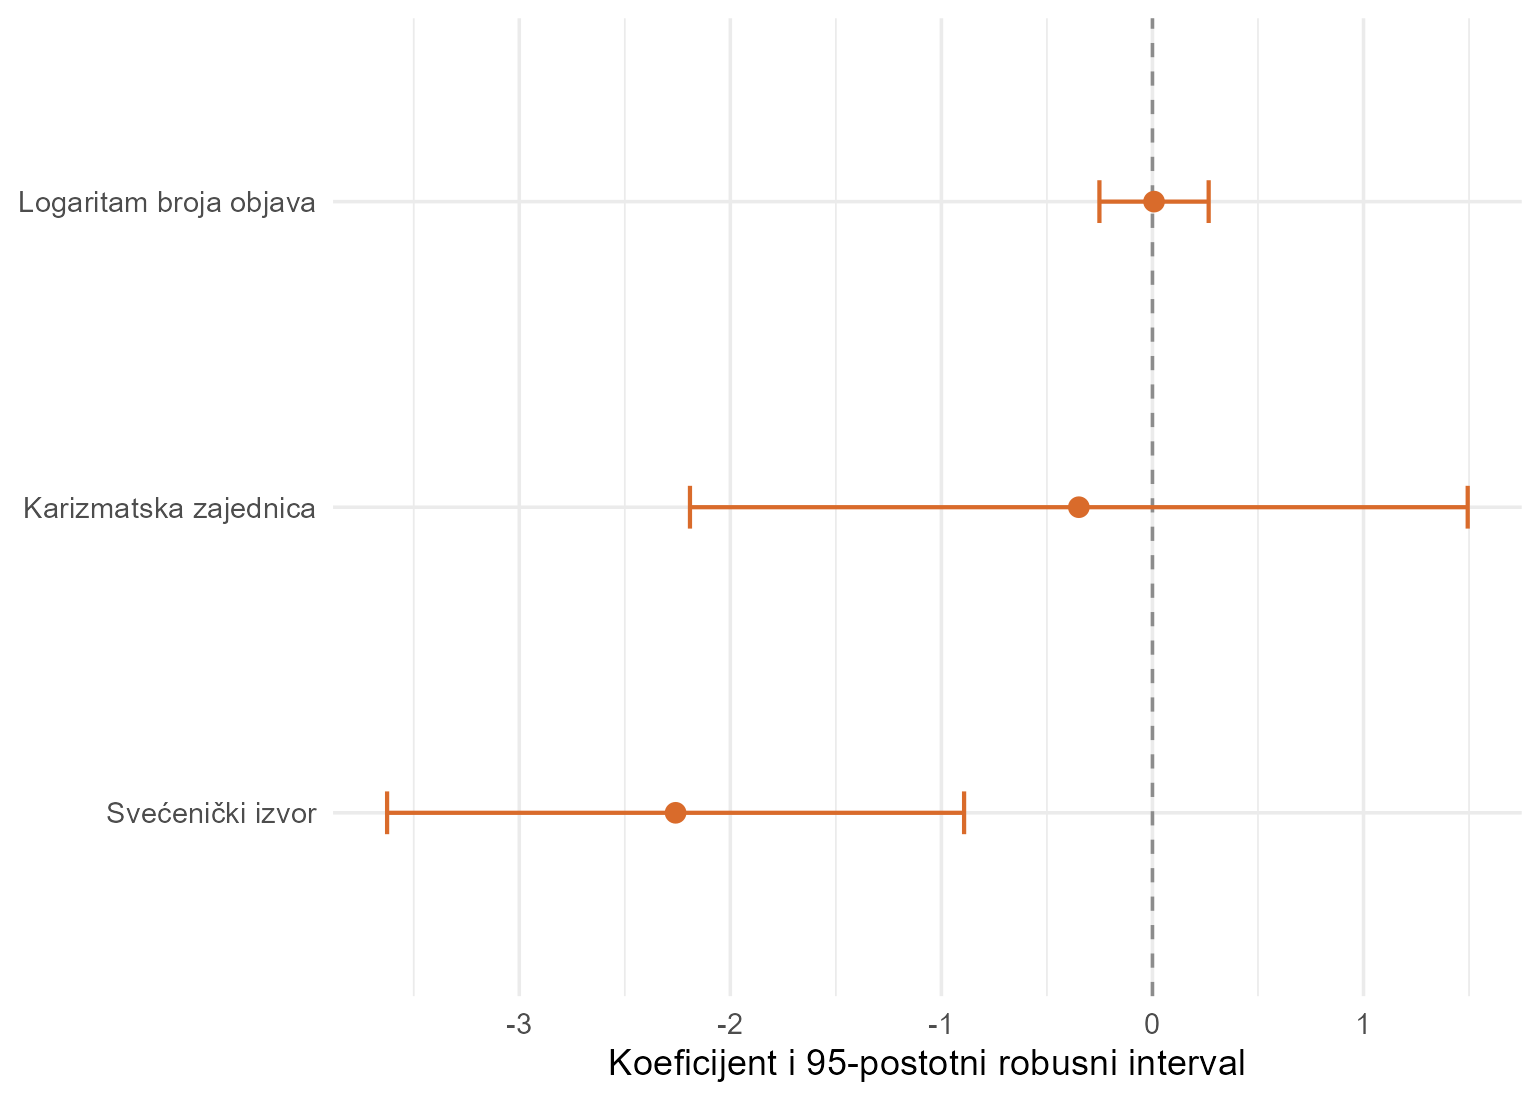 Logaritam broja objava
Karizmatska zajednica
Svećenički izvor
-3 -2 -1 0 1
Koeficijent i 95-postotni robusni interval